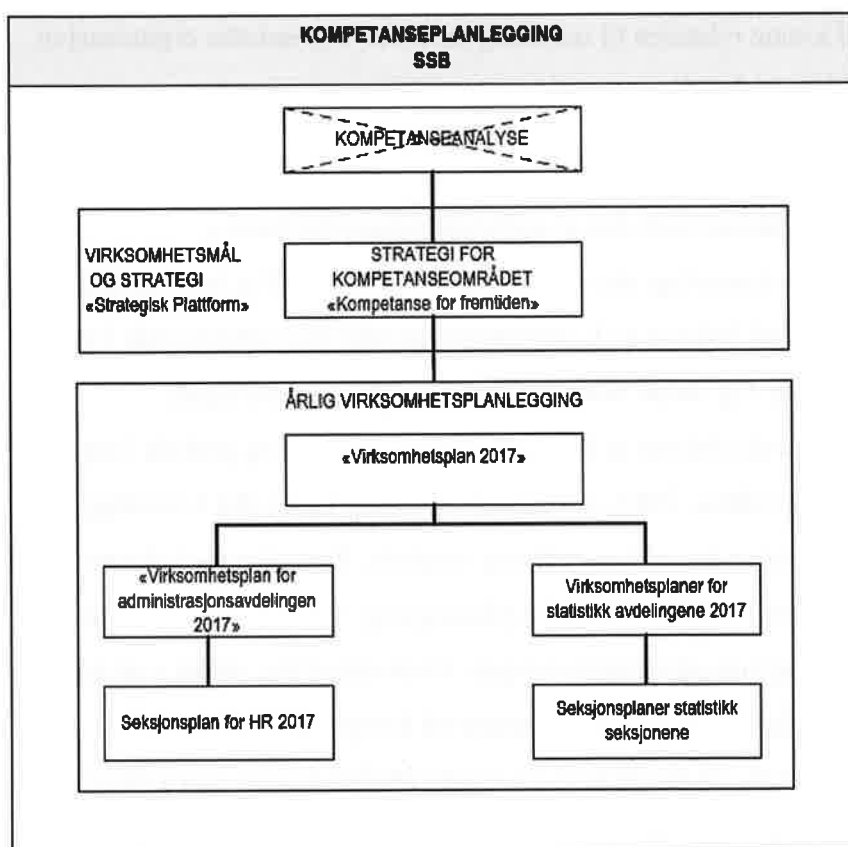 KOMPETANSEPLANLEGGING
SSB
KOMPETANSEANALYSE
VIRKSOMHETSMÅL
OG STRATEGI
«Strategisk Plattform»
STRATEGI FOR
KOMPETANSEOMRÅDET
«Kompetanse for fremtiden»
ÅRLIG VIRKSOMHETSPLANLEGGING
«Virksomhetsplan 2017»
«Virksomhetsplan for
administrasjonsavdelingen
2017»
Virksomhetsplaner for
statistikk avdelingene 2017
Seksjonsplan for HR 2017
Seksjonsplaner statistikk
seksjonene